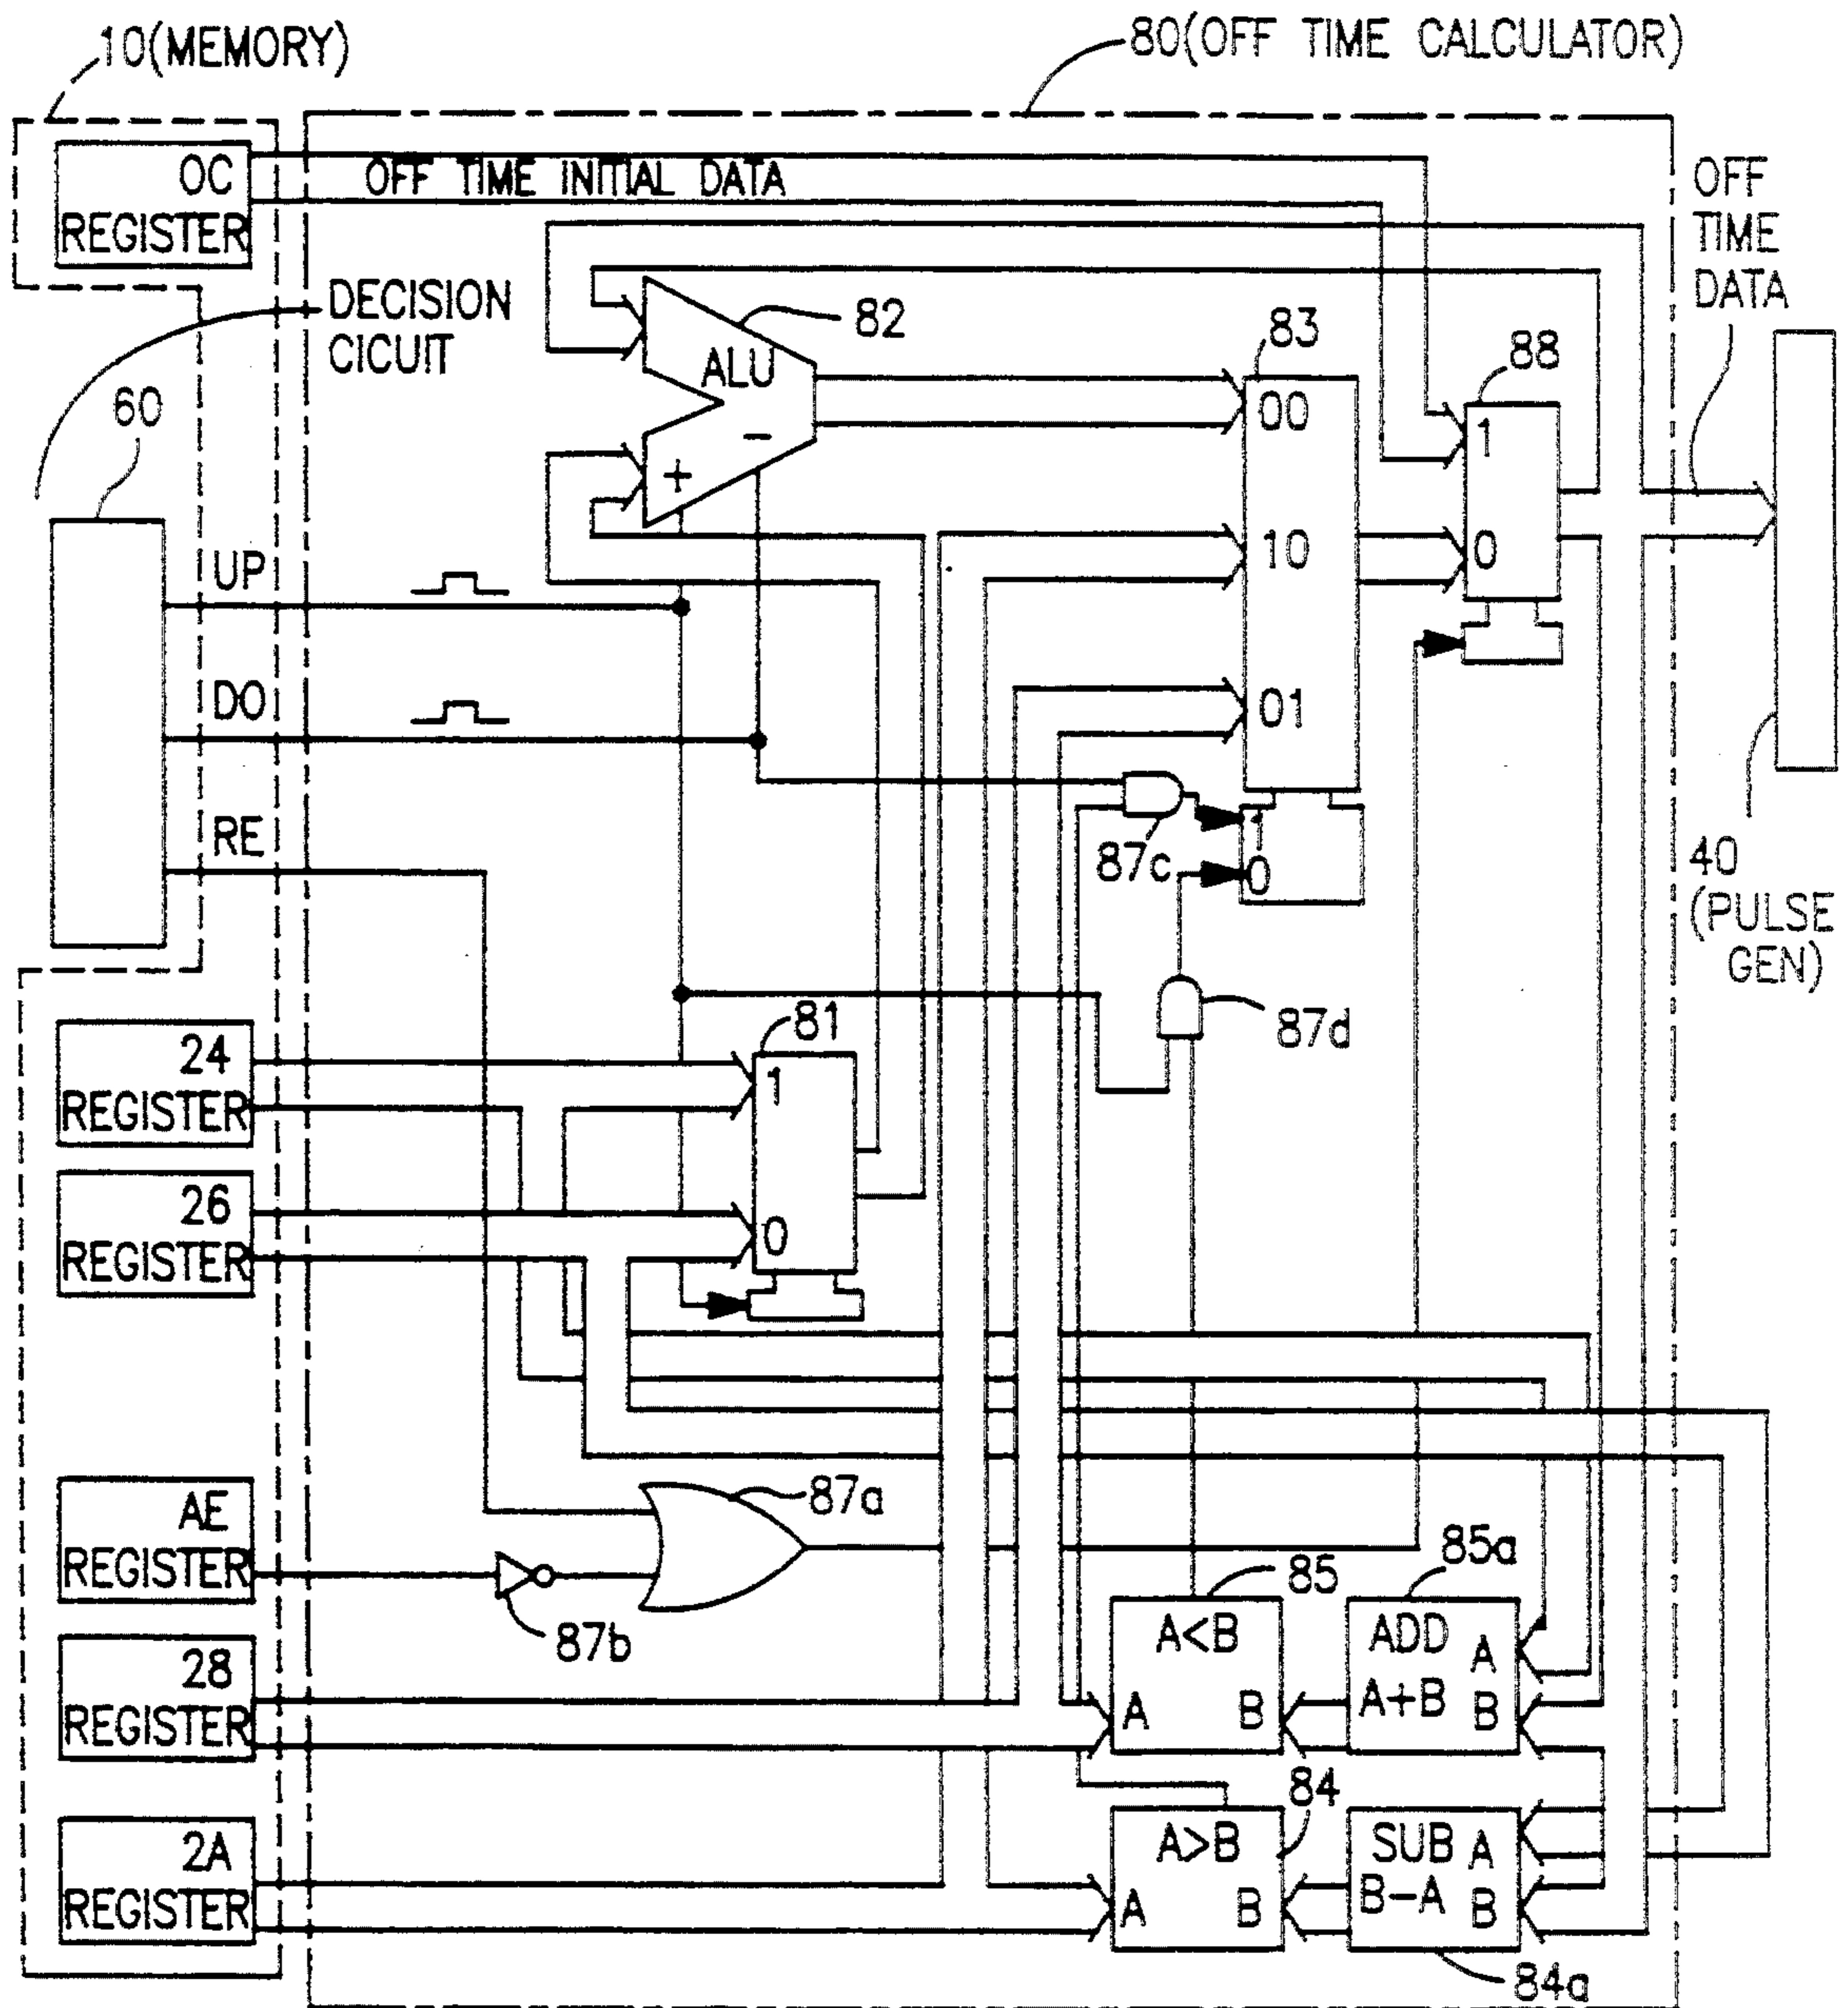 10(MEMORY)
80(OFF TIME CALCULATOR)
OC
REGISTER
OFF TIME INITIAL DATA
OFF
TIME
DATA
DECISION
CICUIT
82
ALU
-
+
83
00
10
01
1
0
88
1
0
60
UP
DO
RE
87c
87d
40
(PULSE
GEN)
24
REGISTER
81
1
0
26
REGISTER
AE
REGISTER
87a
87b
85
A<B
A
B
85a
ADD
A+B
A
B
28
REGISTER
84
A>B
A
B
SUB
B-A
A
B
84a
2A
REGISTER